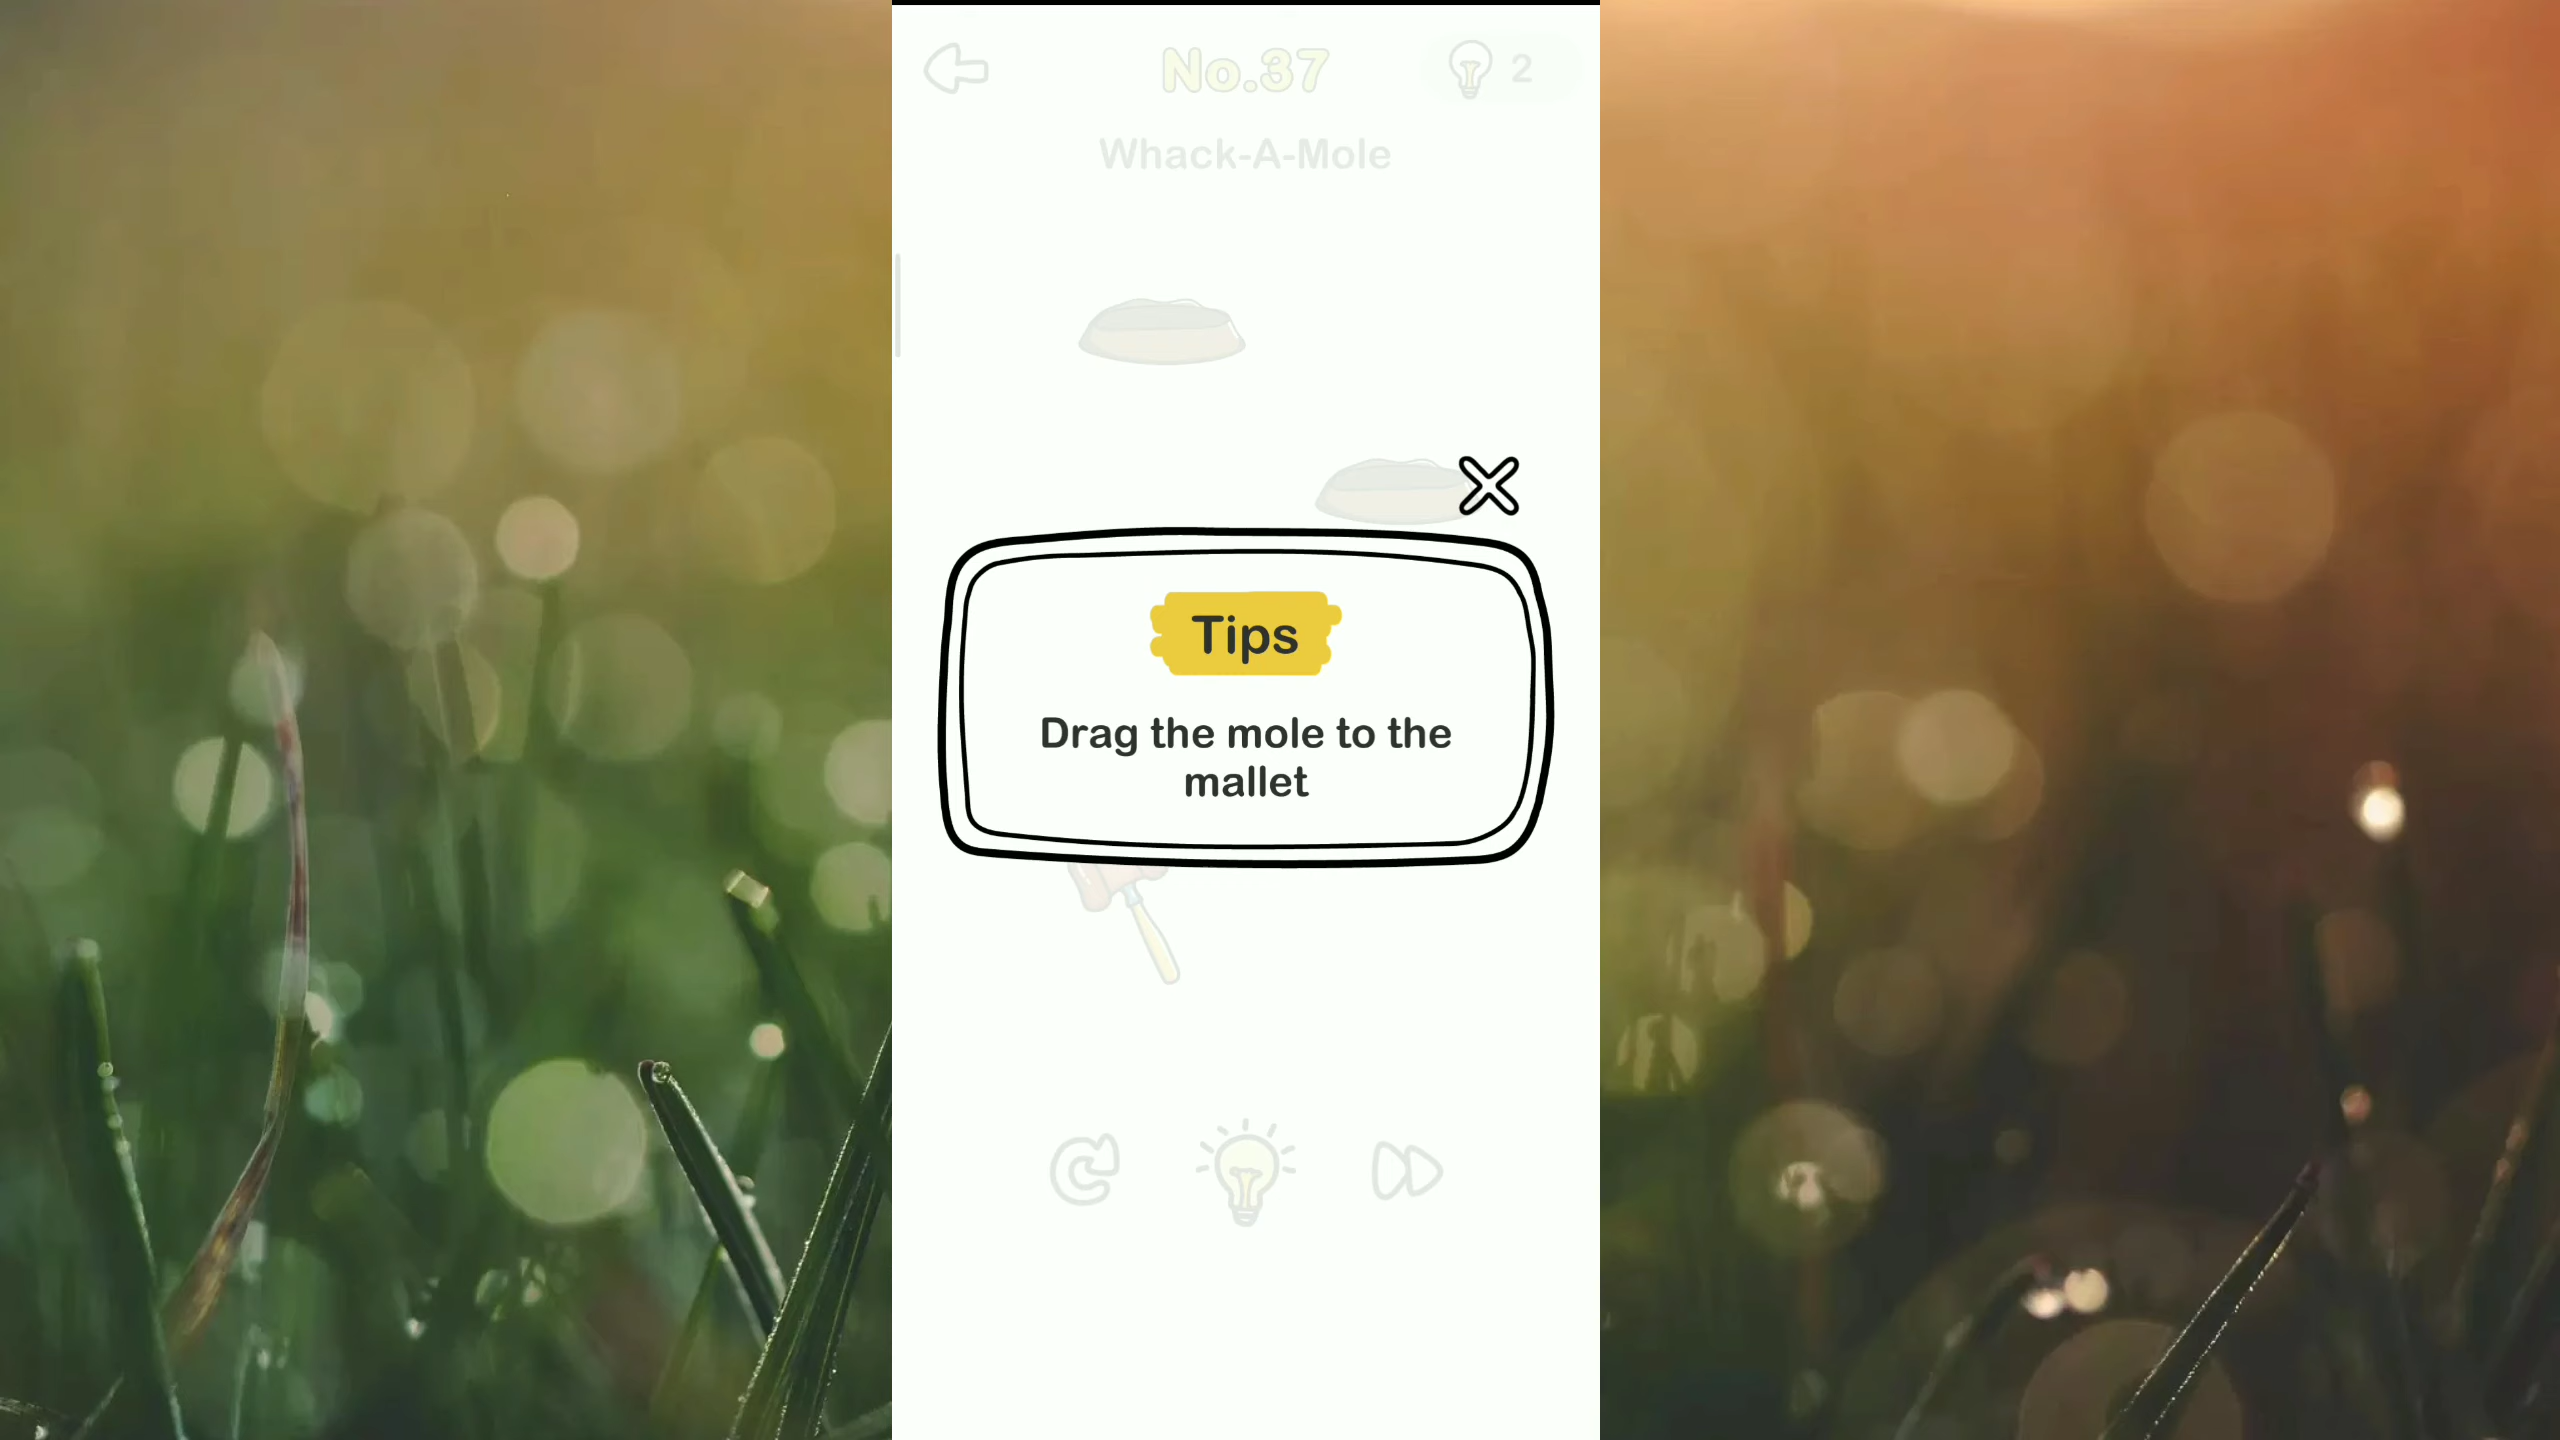 No.37
2
Whack-A-Mole
Tips
Drag the mole to the
mallet